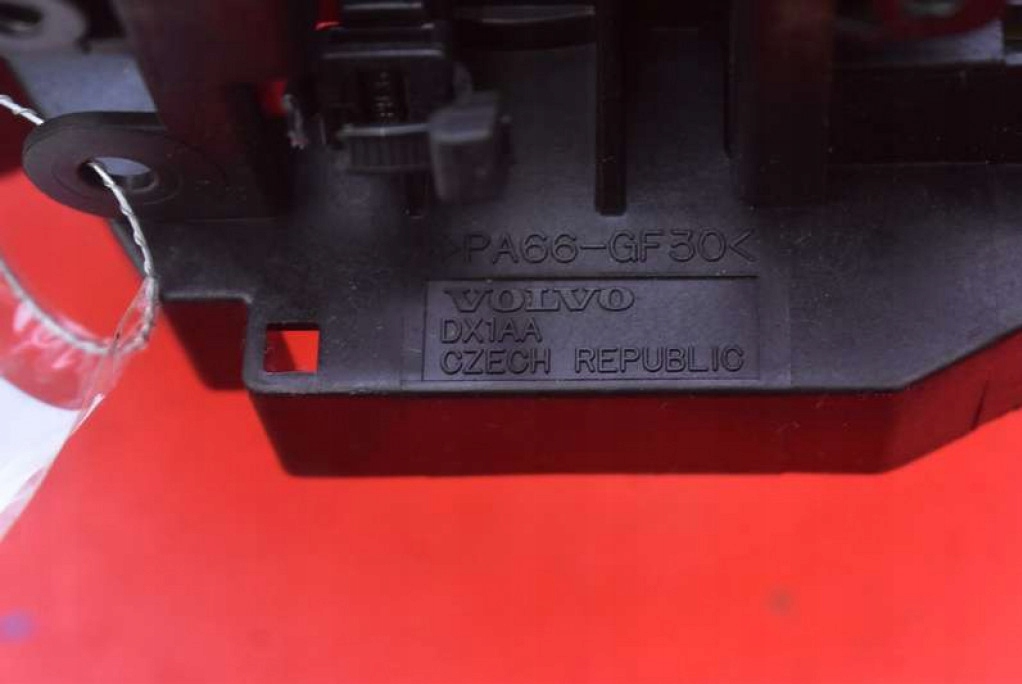 >PA66-GF30<
VOLVO
DX1AA
CZECH REPUBLIC